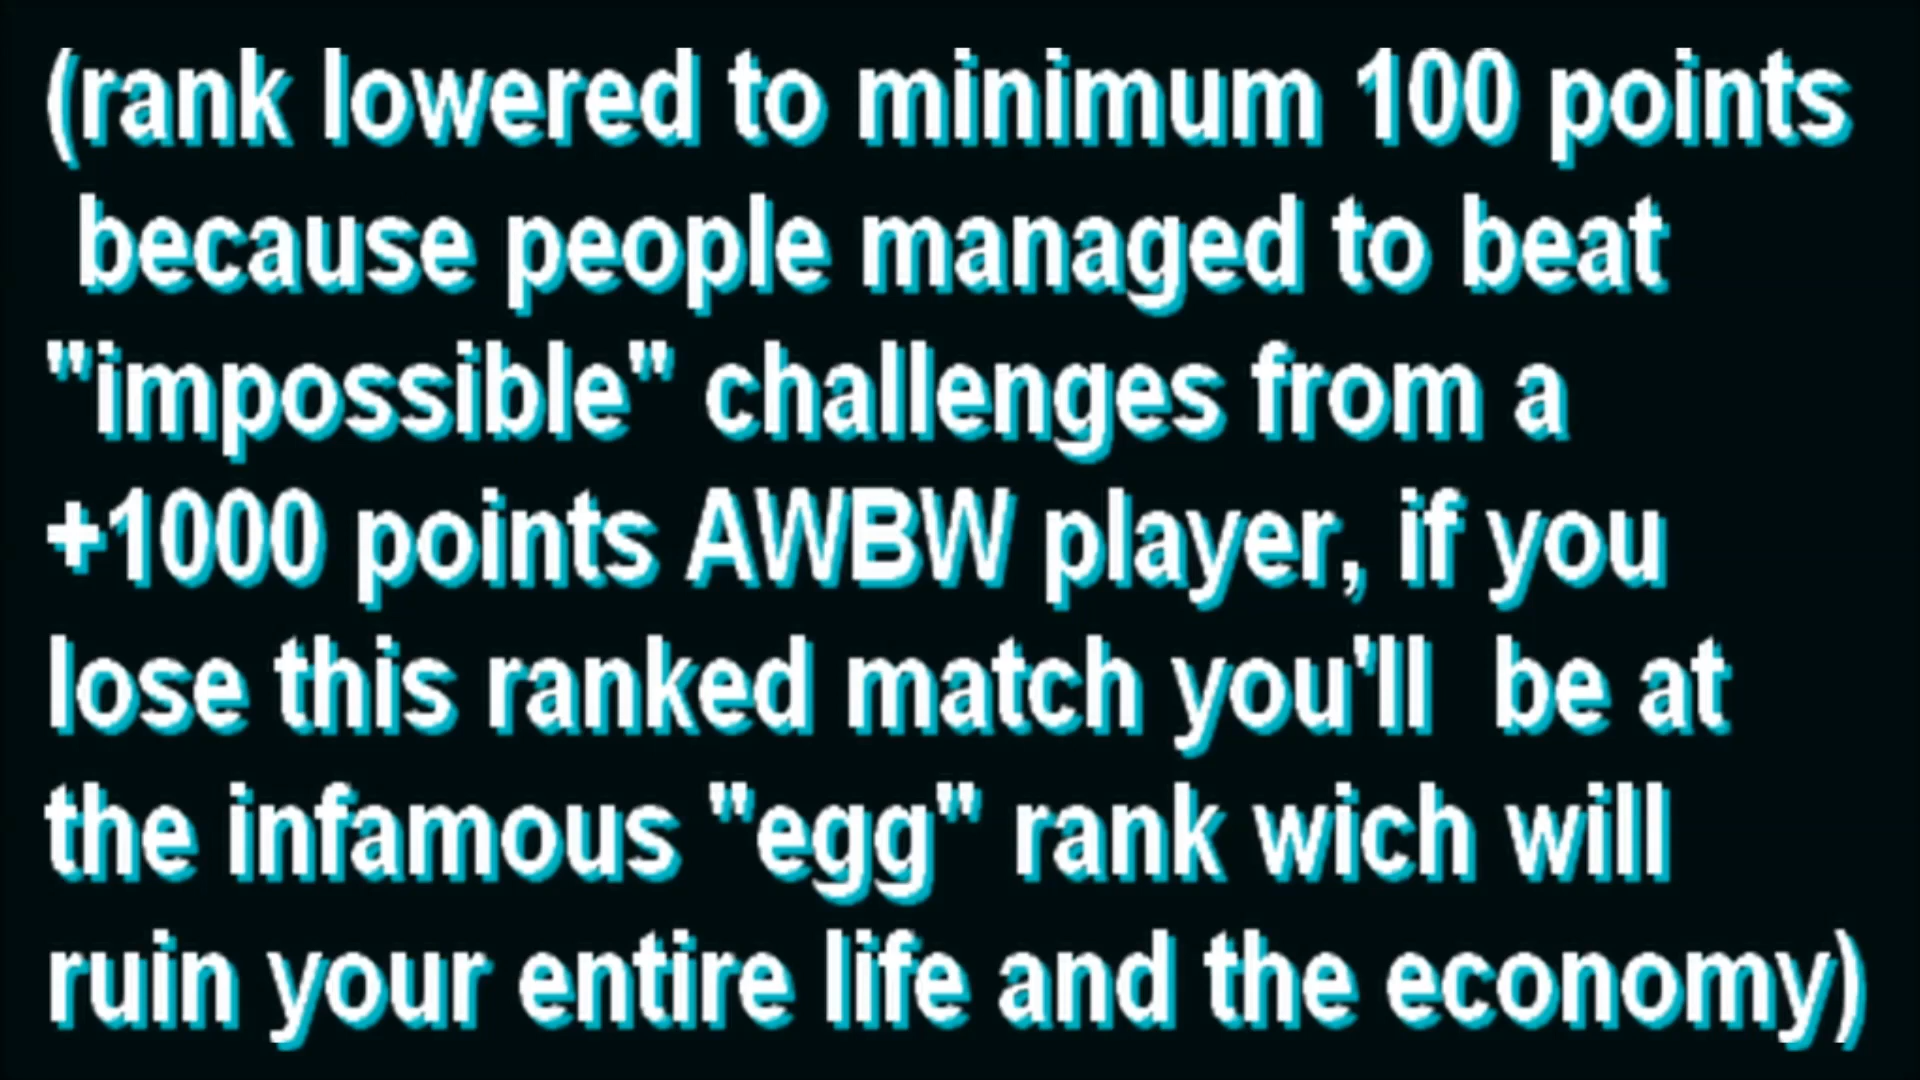 (rank lowered to minimum 100 points
because people managed to beat
"impossible" challenges from a
+1000 points AWBW player, if you
lose this ranked match you'll  be at
the infamous "egg" rank wich will
ruin your entire life and the economy)